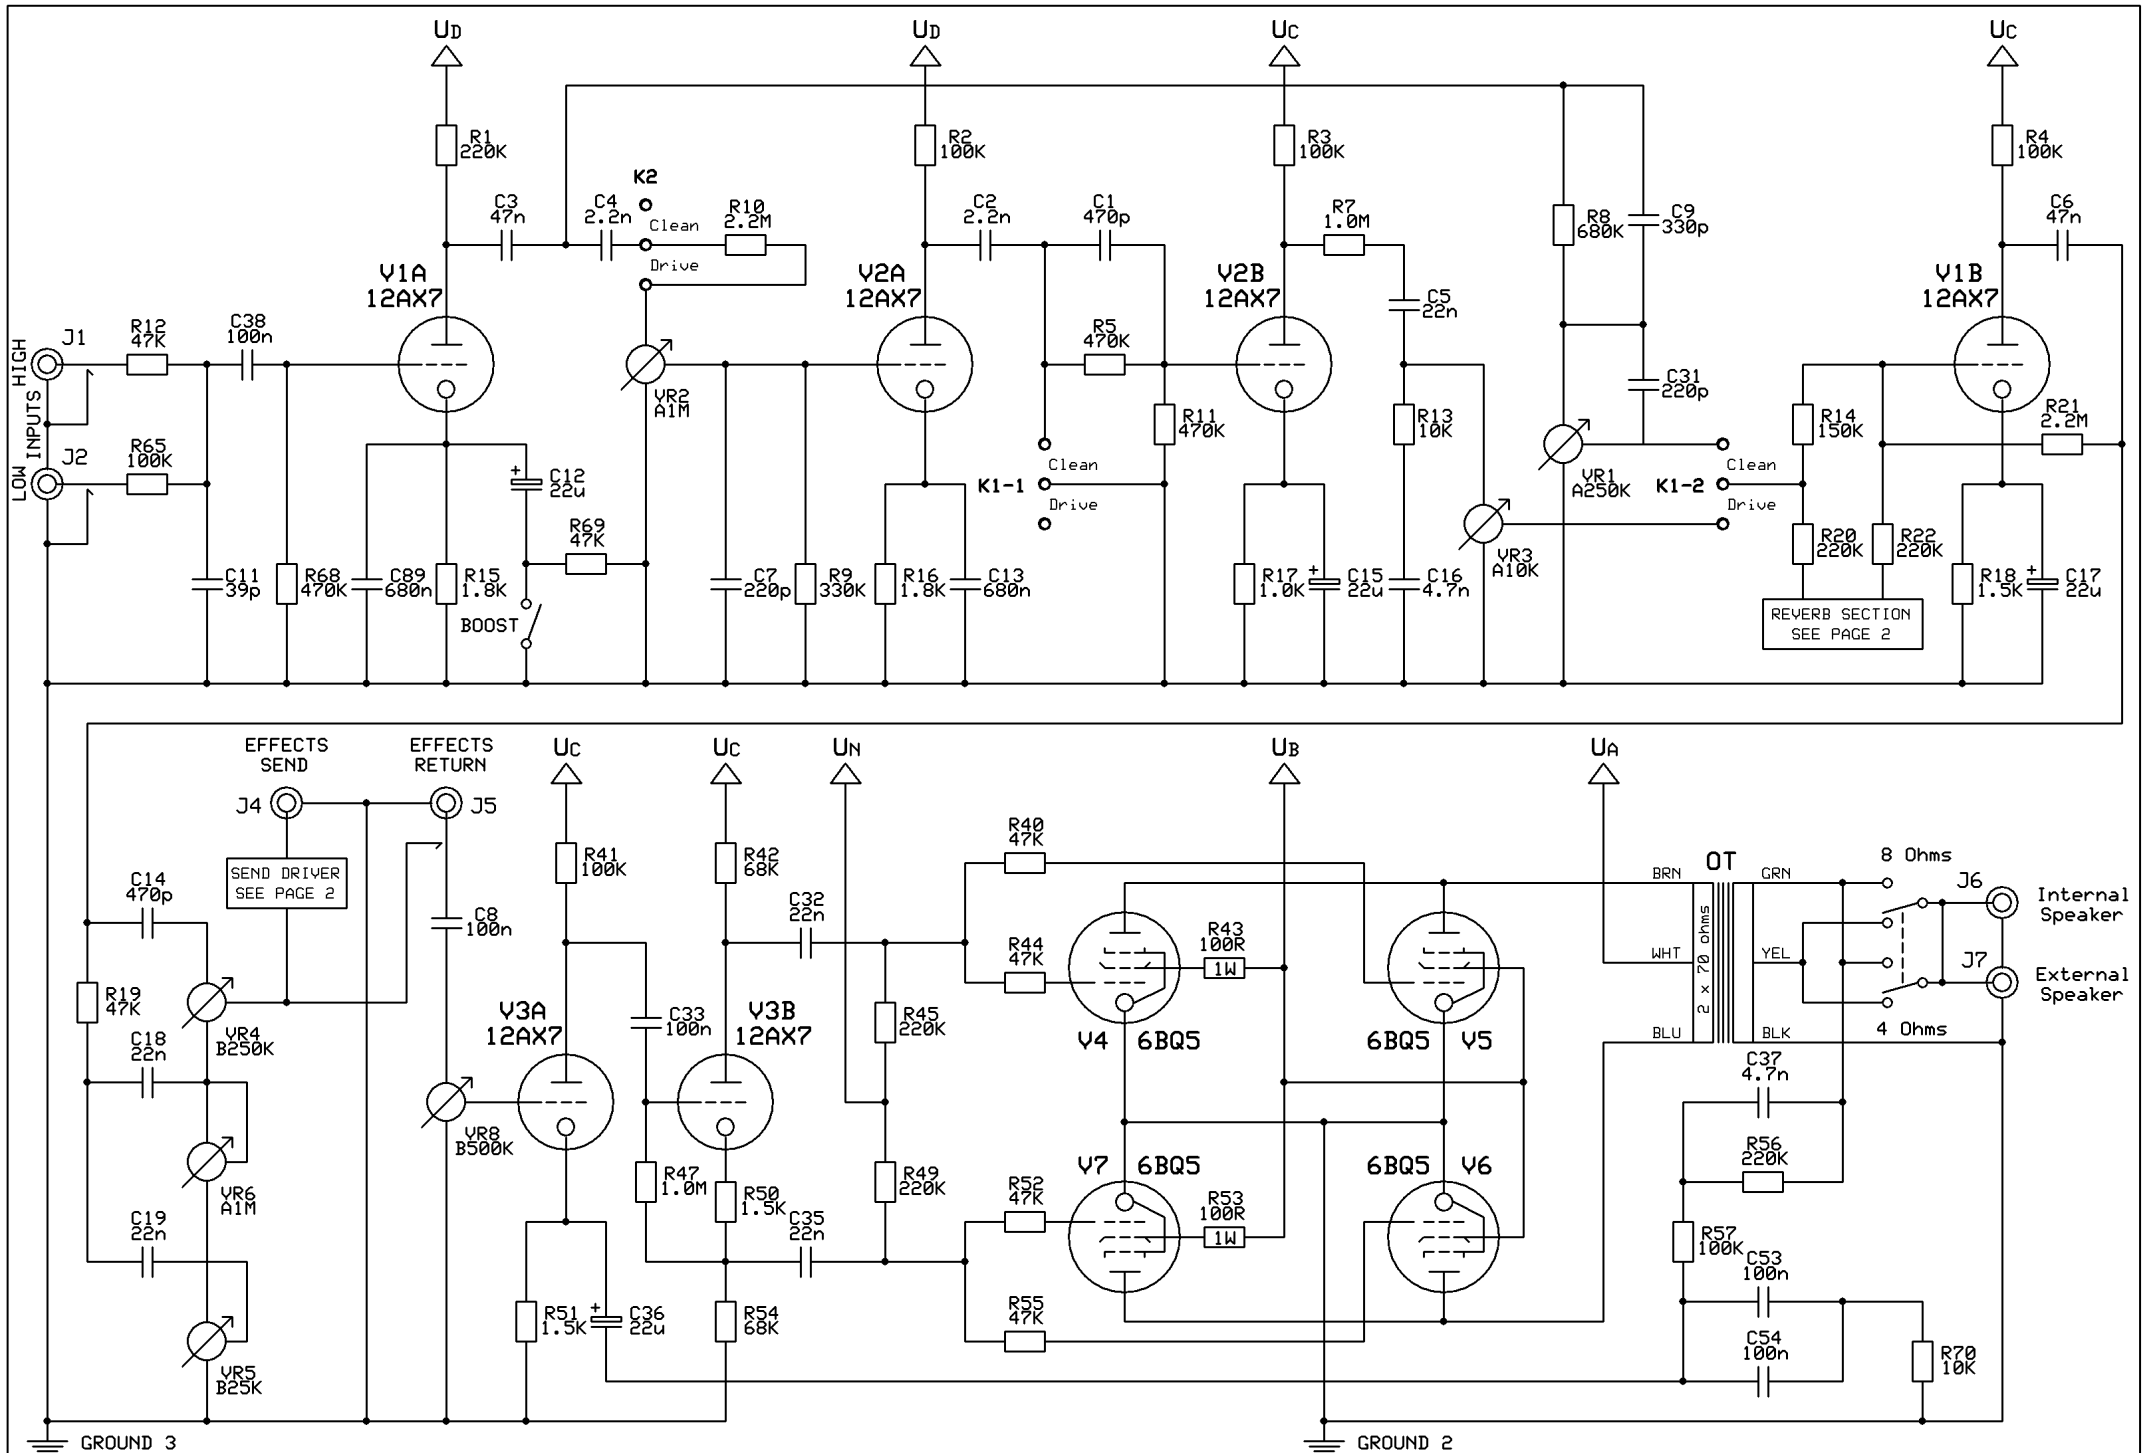 UD
UD
UC
UC
R1
220K
R2
100K
R3
100K
R4
100K
K2
C3
47n
C4
2.2n
Clean
Drive
R10
2.2M
C2
2.2n
C1
470p
R7
1.0M
R8
680K
C9
330p
C6
47n
V1A
12AX7
V2A
12AX7
V2B
12AX7
V1B
12AX7
INPUTS
HIGH
LOW
J1
J2
R12
47K
C38
100n
R65
100K
VR2
A1M
R5
470K
C5
22n
C31
220p
R11
470K
R13
10K
R14
150K
R21
2.2M
C12
22u
R69
47K
K1-1
Clean
Drive
VR1
A250K
K1-2
Clean
Drive
C11
39p
R68
470K
C89
680n
R15
1.8K
BOOST
C7
220p
R9
330K
R16
1.8K
C13
680n
R17
1.0K
C15
22u
C16
4.7n
VR3
A10K
R20
220K
R22
220K
R18
1.5K
C17
22u
REVERB SECTION
SEE PAGE 2
EFFECTS
SEND
EFFECTS
RETURN
UC
UC
UN
UB
UA
J4
J5
SEND DRIVER
SEE PAGE 2
R41
100K
R42
68K
R40
47K
C14
470p
C8
100n
C32
22n
R44
47K
R43
100R
1W
OT
BRN
WHT
BLU
2 x 70 ohms
GRN
YEL
BLK
8 Ohms
4 Ohms
J6
Internal
Speaker
J7
External
Speaker
R19
47K
VR4
B250K
C18
22n
V3A
12AX7
C33
100n
V3B
12AX7
R45
220K
V4
6BQ5
6BQ5
V5
C37
4.7n
VR8
B500K
R56
220K
VR6
A1M
R47
1.0M
R50
1.5K
R49
220K
V7
6BQ5
6BQ5
V6
R52
47K
R53
100R
1W
C19
22n
C35
22n
R57
100K
C53
100n
R51
1.5K
C36
22u
R54
68K
R55
47K
C54
100n
R70
10K
VR5
B25K
GROUND 3
GROUND 2